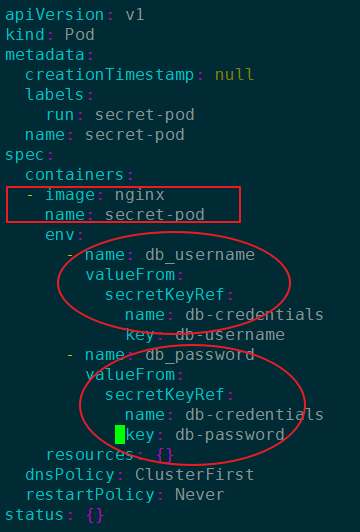 apiVersion: v1
kind: Pod
metadata:
  creationTimestamp: null
  labels:
    run: secret-pod
  name: secret-pod
spec:
  containers:
  - image: nginx
    name: secret-pod
    env:
      - name: db_username
        valueFrom:
          secretKeyRef:
            name: db-credentials
            key: db-username
      - name: db_password
        valueFrom:
          secretKeyRef:
            name: db-credentials
            key: db-password
    resources: {}
  dnsPolicy: ClusterFirst
  restartPolicy: Never
status: {}